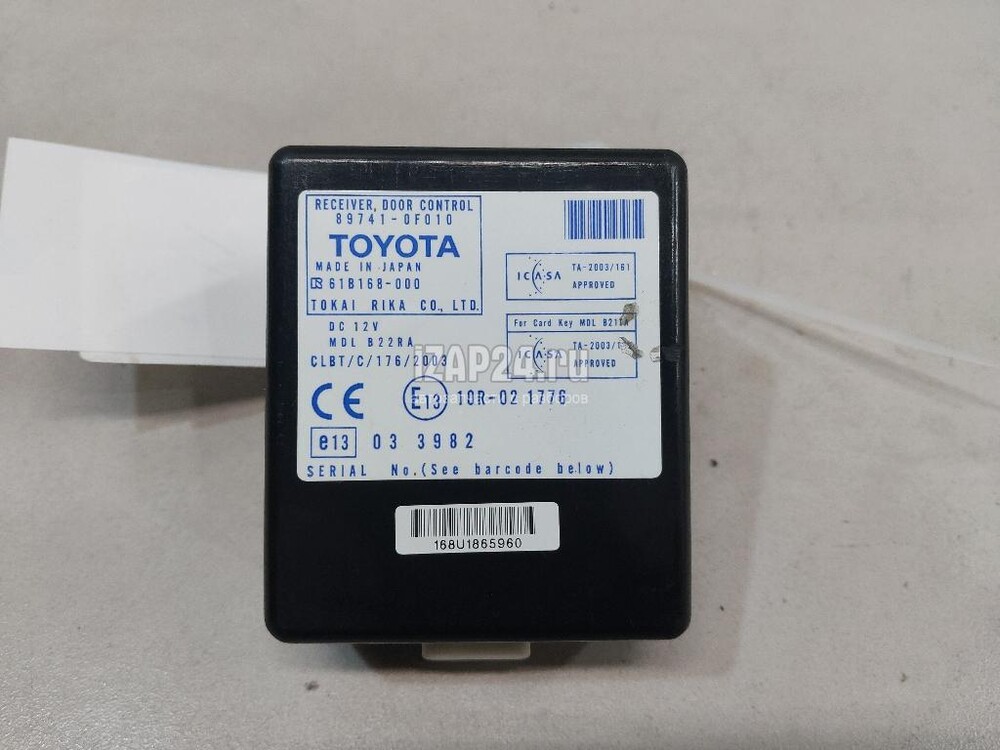 RECEIVER, DOOR CONTROL
89741-0F010
TOYOTA
MADE IN JAPAN
61B168-000
TOKAI RIKA CO., LTD.
DC 12V
MDL B22RA
CLBT/C/176/2003
ICASA TA-2003/161
APPROVED
For Card Key MDL
ICASA
APPROVED
iZAP24.ru
CE E13 10R-02 1776
e13 03 3982
SERIAL No.(See barcode below)
168U1865960